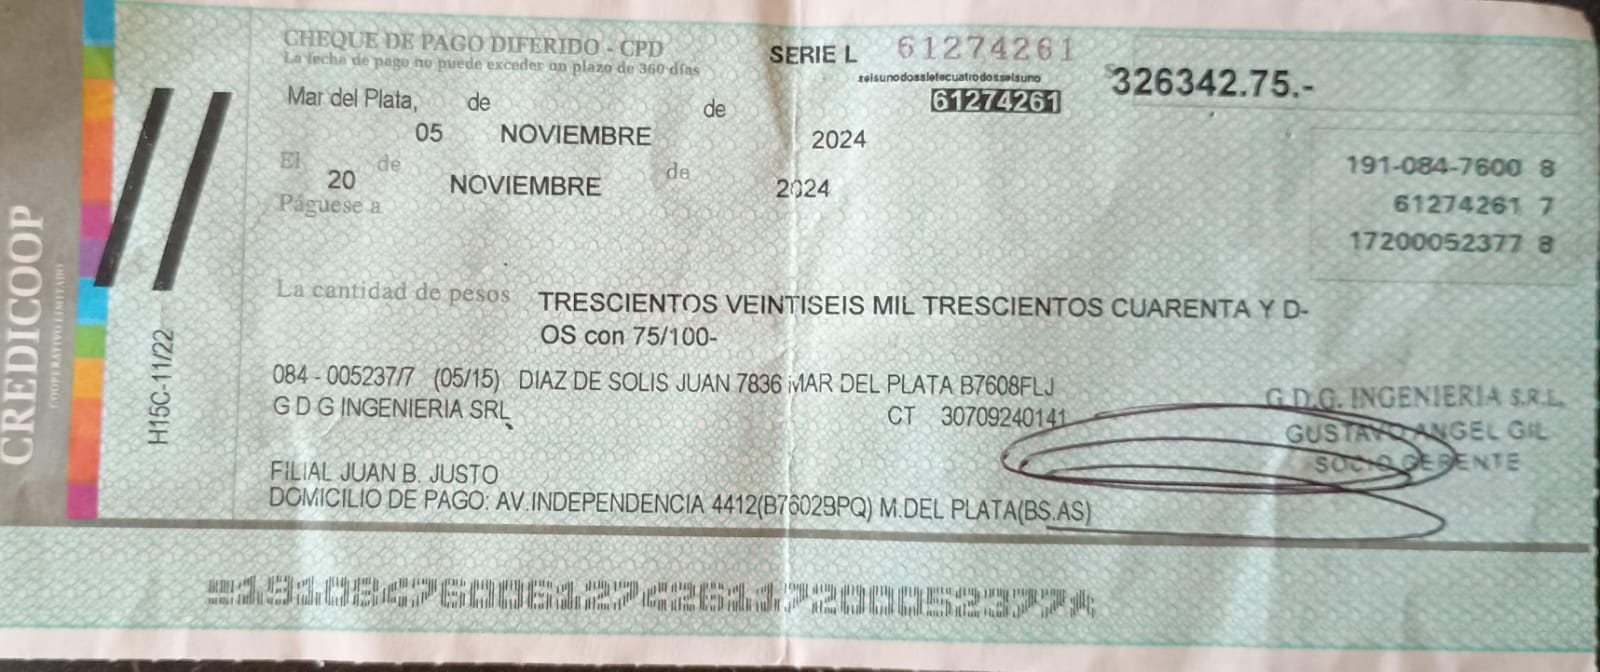 CREDICOOP
COOPERATIVO LIMITADO
H15C-11/22
CHEQUE DE PAGO DIFERIDO - CPD
La fecha de pago no puede exceder un plazo de 360 días
SERIE L 61274261
seisunodossietecuatrodosseisuno
61274261
$326342.75.-
Mar del Plata, de de
05 NOVIEMBRE 2024
El de de
20 NOVIEMBRE 2024
Páguese a
191-084-7600 8
61274261 7
17200052377 8
La cantidad de pesos TRESCIENTOS VEINTISEIS MIL TRESCIENTOS CUARENTA Y D-
OS con 75/100-
084 - 005237/7 (05/15) DIAZ DE SOLIS JUAN 7836 MAR DEL PLATA B7608FLJ
G D G INGENIERIA SRL CT 30709240141
G D.G. INGENIERIA S.R.L.
GUSTAVO ANGEL GIL
SOCIO GERENTE
FILIAL JUAN B. JUSTO
DOMICILIO DE PAGO: AV.INDEPENDENCIA 4412(B7602BPQ) M.DEL PLATA(BS.AS)
19108476006127426117200052377